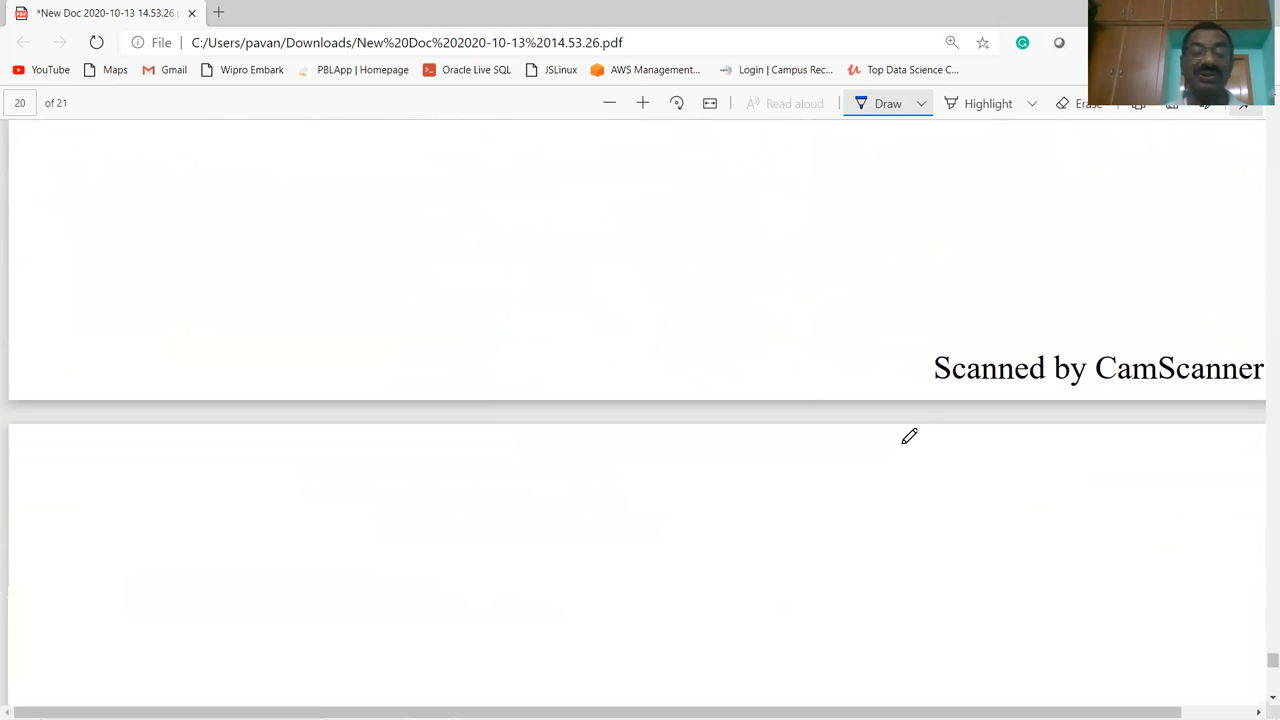 *New Doc 2020-10-13 14.53.26.p
File C:/Users/pavan/Downloads/New%20Doc%202020-10-13%2014.53.26.pdf
YouTube Maps Gmail Wipro Embark PBLApp | Homepage Oracle Live SQL JSLinux AWS Management... Login | Campus Rec... Top Data Science C...
20 of 21 Read aloud Draw Highlight Erase
Scanned by CamScanner